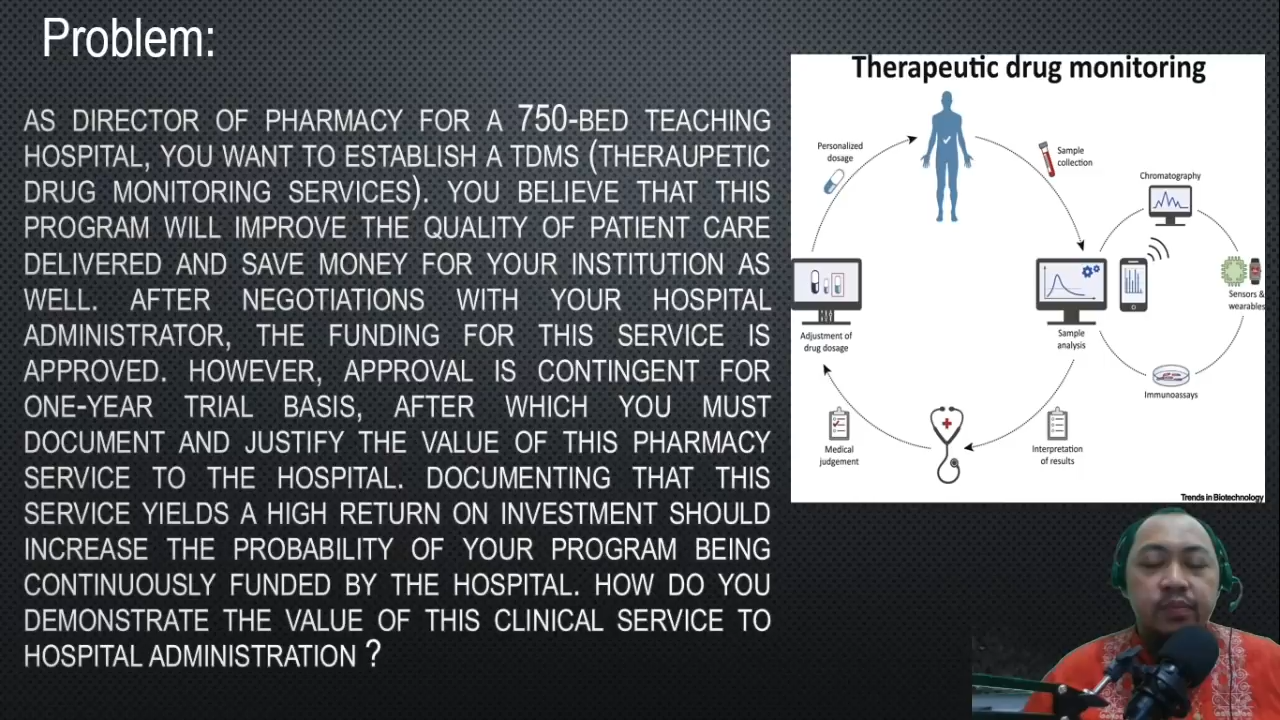 Problem:
AS DIRECTOR OF PHARMACY FOR A 750-BED TEACHING
HOSPITAL, YOU WANT TO ESTABLISH A TDMS (THERAUPETIC
DRUG MONITORING SERVICES). YOU BELIEVE THAT THIS
PROGRAM WILL IMPROVE THE QUALITY OF PATIENT CARE
DELIVERED AND SAVE MONEY FOR YOUR INSTITUTION AS
WELL. AFTER NEGOTIATIONS WITH YOUR HOSPITAL
ADMINISTRATOR, THE FUNDING FOR THIS SERVICE IS
APPROVED. HOWEVER, APPROVAL IS CONTINGENT FOR
ONE-YEAR TRIAL BASIS, AFTER WHICH YOU MUST
DOCUMENT AND JUSTIFY THE VALUE OF THIS PHARMACY
SERVICE TO THE HOSPITAL. DOCUMENTING THAT THIS
SERVICE YIELDS A HIGH RETURN ON INVESTMENT SHOULD
INCREASE THE PROBABILITY OF YOUR PROGRAM BEING
CONTINUOUSLY FUNDED BY THE HOSPITAL. HOW DO YOU
DEMONSTRATE THE VALUE OF THIS CLINICAL SERVICE TO
HOSPITAL ADMINISTRATION ?
Therapeutic drug monitoring
Personalized
dosage
Sample
collection
Chromatography
Sensors &
wearables
Adjustment of
drug dosage
Sample
analysis
Immunoassays
Medical
judgement
Interpretation
of results
Trends in Biotechnology